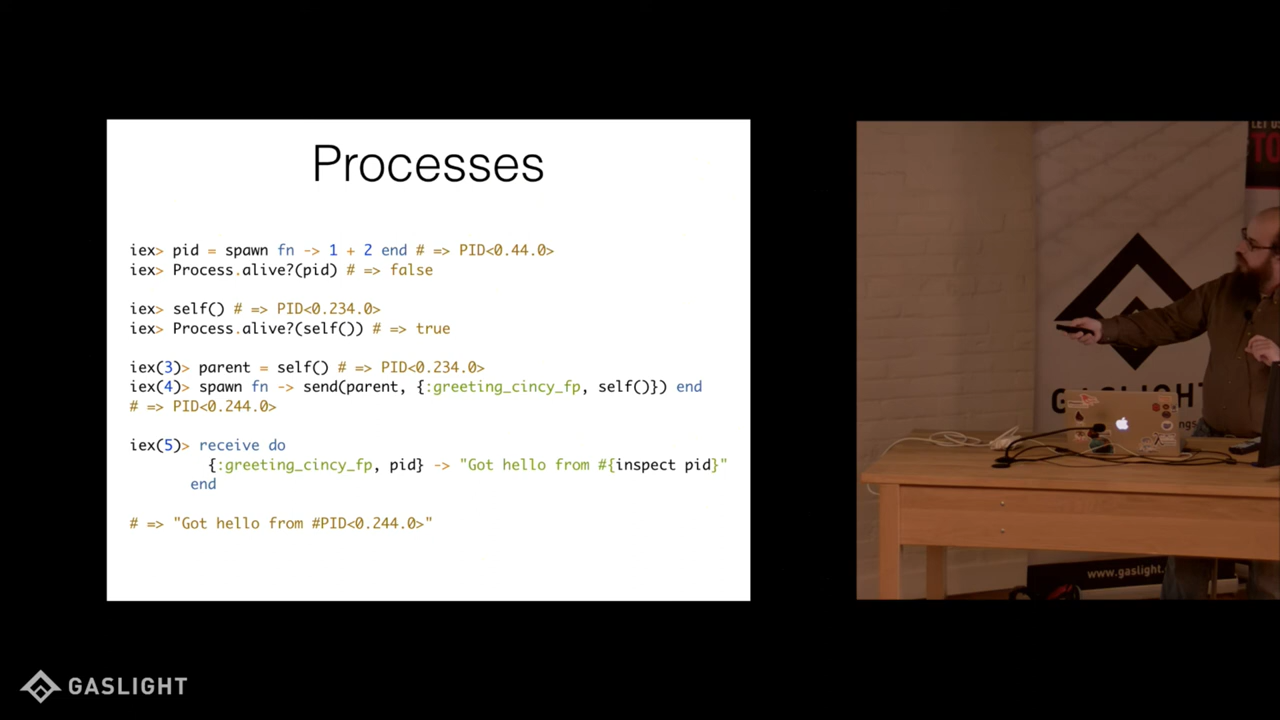 Processes
iex> pid = spawn fn -> 1 + 2 end # => PID<0.44.0>
iex> Process.alive?(pid) # => false
iex> self() # => PID<0.234.0>
iex> Process.alive?(self()) # => true
iex(3)> parent = self() # => PID<0.234.0>
iex(4)> spawn fn -> send(parent, {:greeting_cincy_fp, self()}) end
# => PID<0.244.0>
iex(5)> receive do
{:greeting_cincy_fp, pid} -> "Got hello from #{inspect pid}"
end
# => "Got hello from #PID<0.244.0>"
LET US
TO
www.gaslight.
GASLIGHT